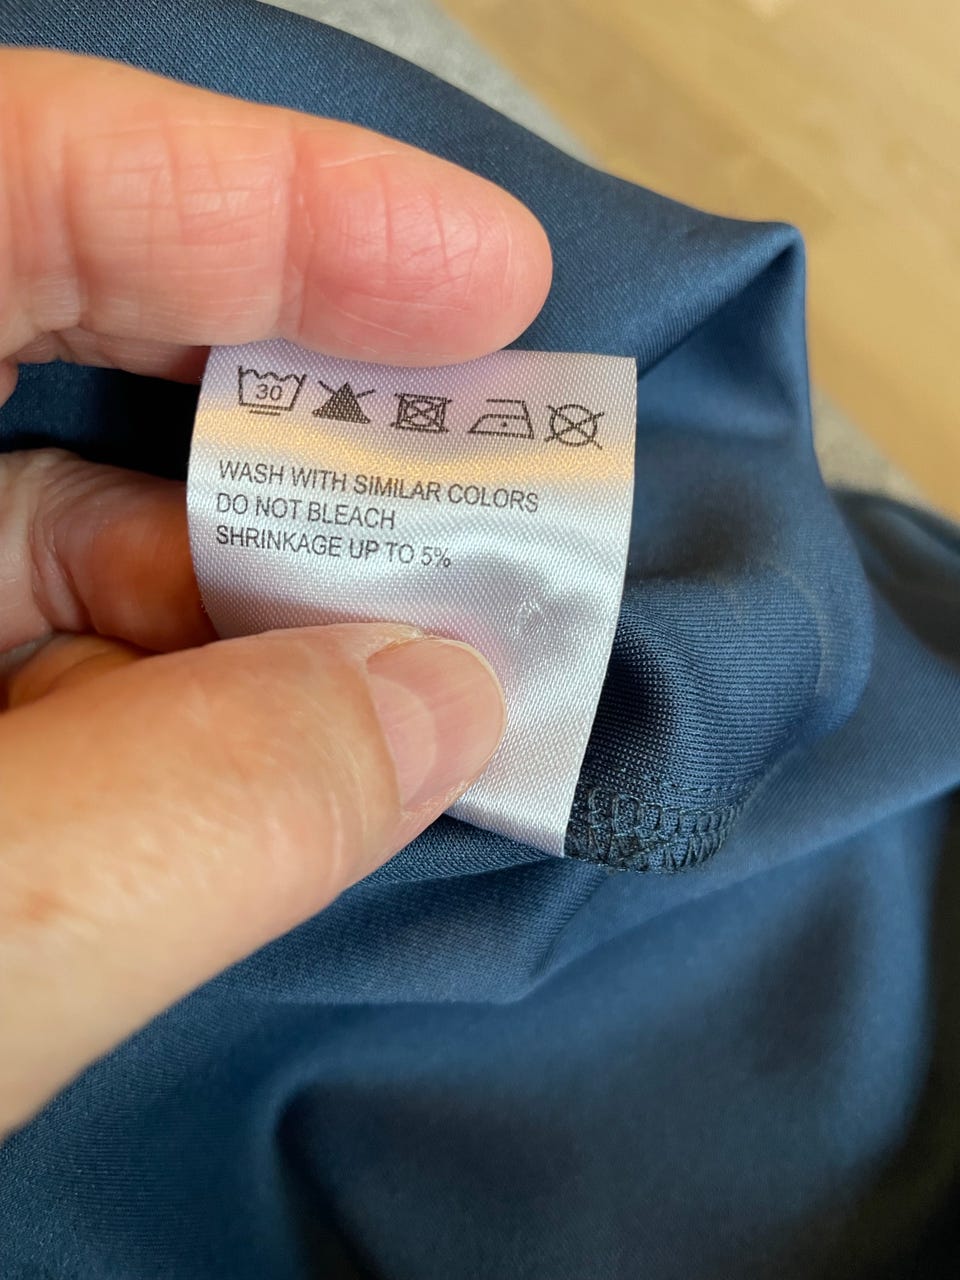 30
WASH WITH SIMILAR COLORS
DO NOT BLEACH
SHRINKAGE UP TO 5%